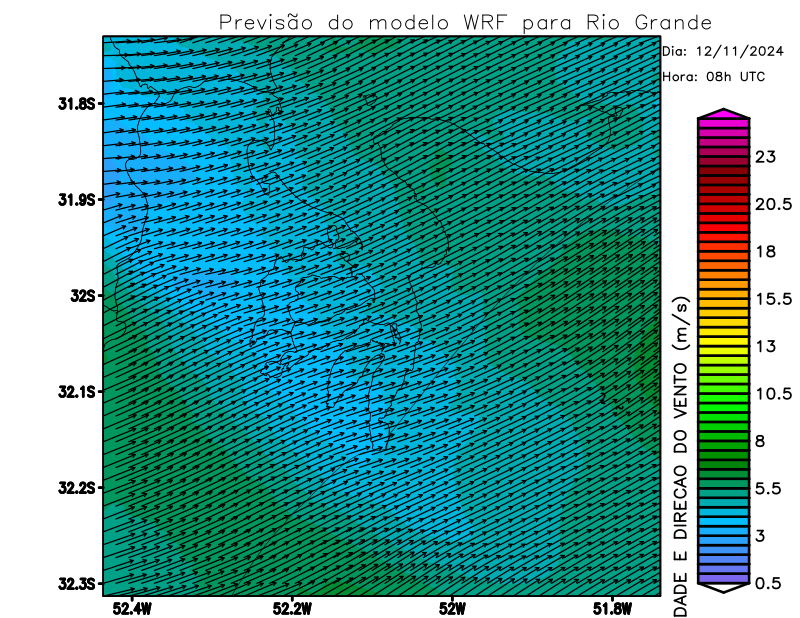 Previsão do modelo WRF para Rio Grande
Dia: 12/11/2024
Hora: 08h UTC
31.8S
31.9S
32S
32.1S
32.2S
32.3S
52.4W
52.2W
52W
51.8W
23
20.5
18
15.5
13
10.5
8
5.5
3
0.5
DADE E DIRECAO DO VENTO (m/s)